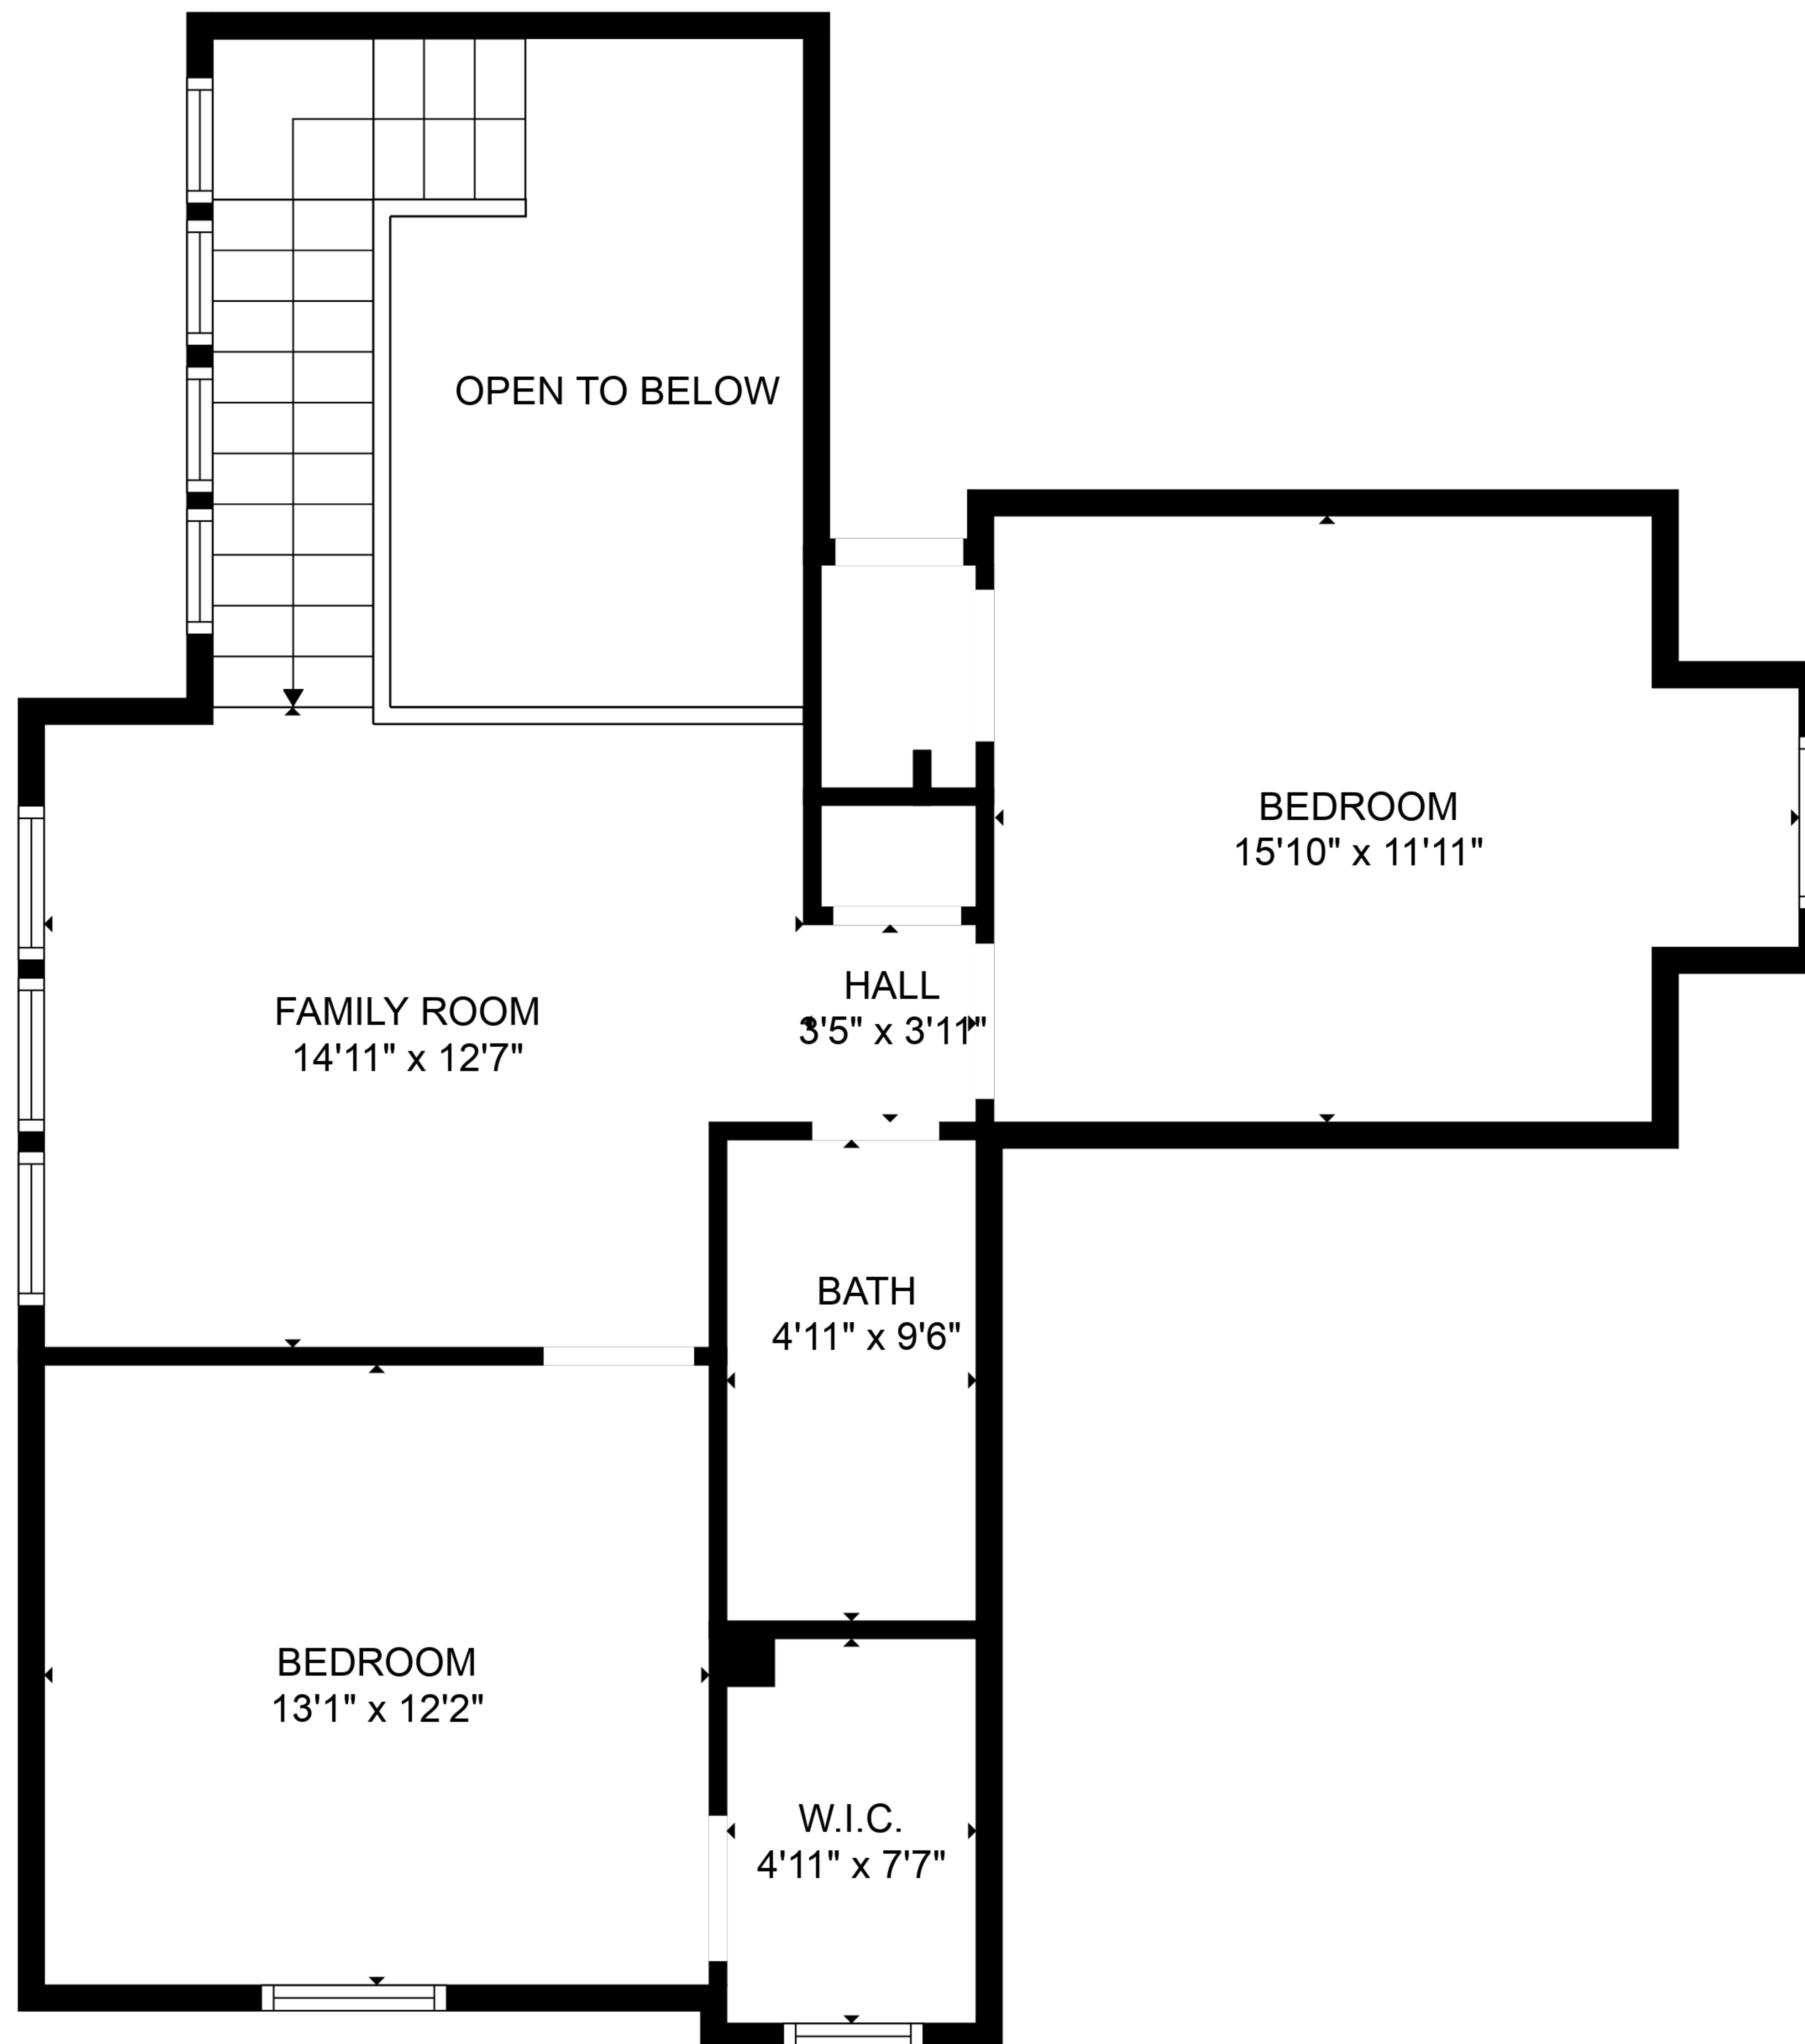 OPEN TO BELOW
BEDROOM
15'10" x 11'11"
HALL
3'5" x 3'11"
FAMILY ROOM
14'11" x 12'7"
BATH
4'11" x 9'6"
BEDROOM
13'1" x 12'2"
W.I.C.
4'11" x 7'7"